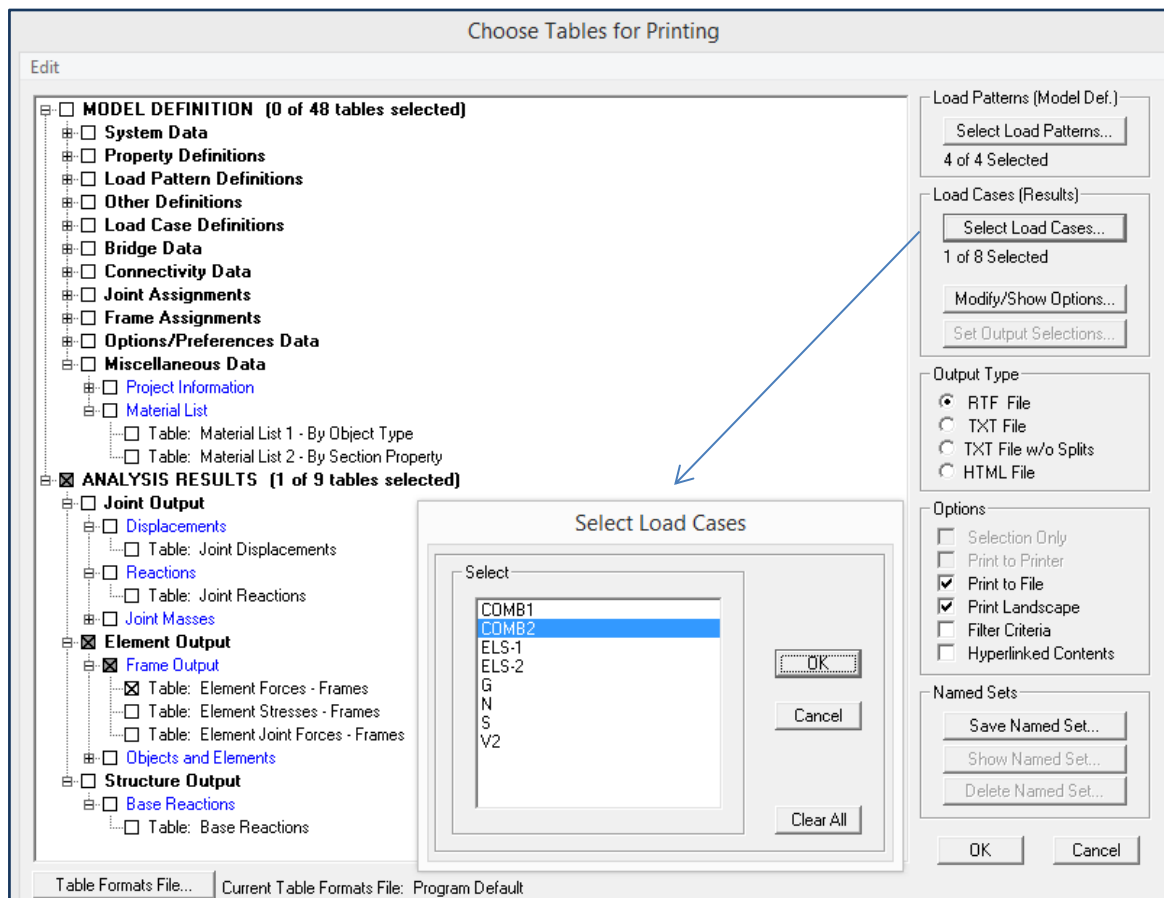 Choose Tables for Printing
Edit
MODEL DEFINITION (0 of 48 tables selected)
System Data
Property Definitions
Load Pattern Definitions
Other Definitions
Load Case Definitions
Bridge Data
Connectivity Data
Joint Assignments
Frame Assignments
Options/Preferences Data
Miscellaneous Data
Project Information
Material List
Table: Material List 1 - By Object Type
Table: Material List 2 - By Section Property
ANALYSIS RESULTS (1 of 9 tables selected)
Joint Output
Displacements
Table: Joint Displacements
Reactions
Table: Joint Reactions
Joint Masses
Element Output
Frame Output
Table: Element Forces - Frames
Table: Element Stresses - Frames
Table: Element Joint Forces - Frames
Objects and Elements
Structure Output
Base Reactions
Table: Base Reactions
Select Load Cases
Select
COMB1
COMB2
ELS-1
ELS-2
G
N
S
V2
OK
Cancel
Clear All
Load Patterns (Model Def.)
Select Load Patterns...
4 of 4 Selected
Load Cases (Results)
Select Load Cases...
1 of 8 Selected
Modify/Show Options...
Set Output Selections...
Output Type
RTF File
TXT File
TXT File w/o Splits
HTML File
Options
Selection Only
Print to Printer
Print to File
Print Landscape
Filter Criteria
Hyperlinked Contents
Named Sets
Save Named Set...
Show Named Set...
Delete Named Set...
OK
Cancel
Table Formats File...
Current Table Formats File: Program Default